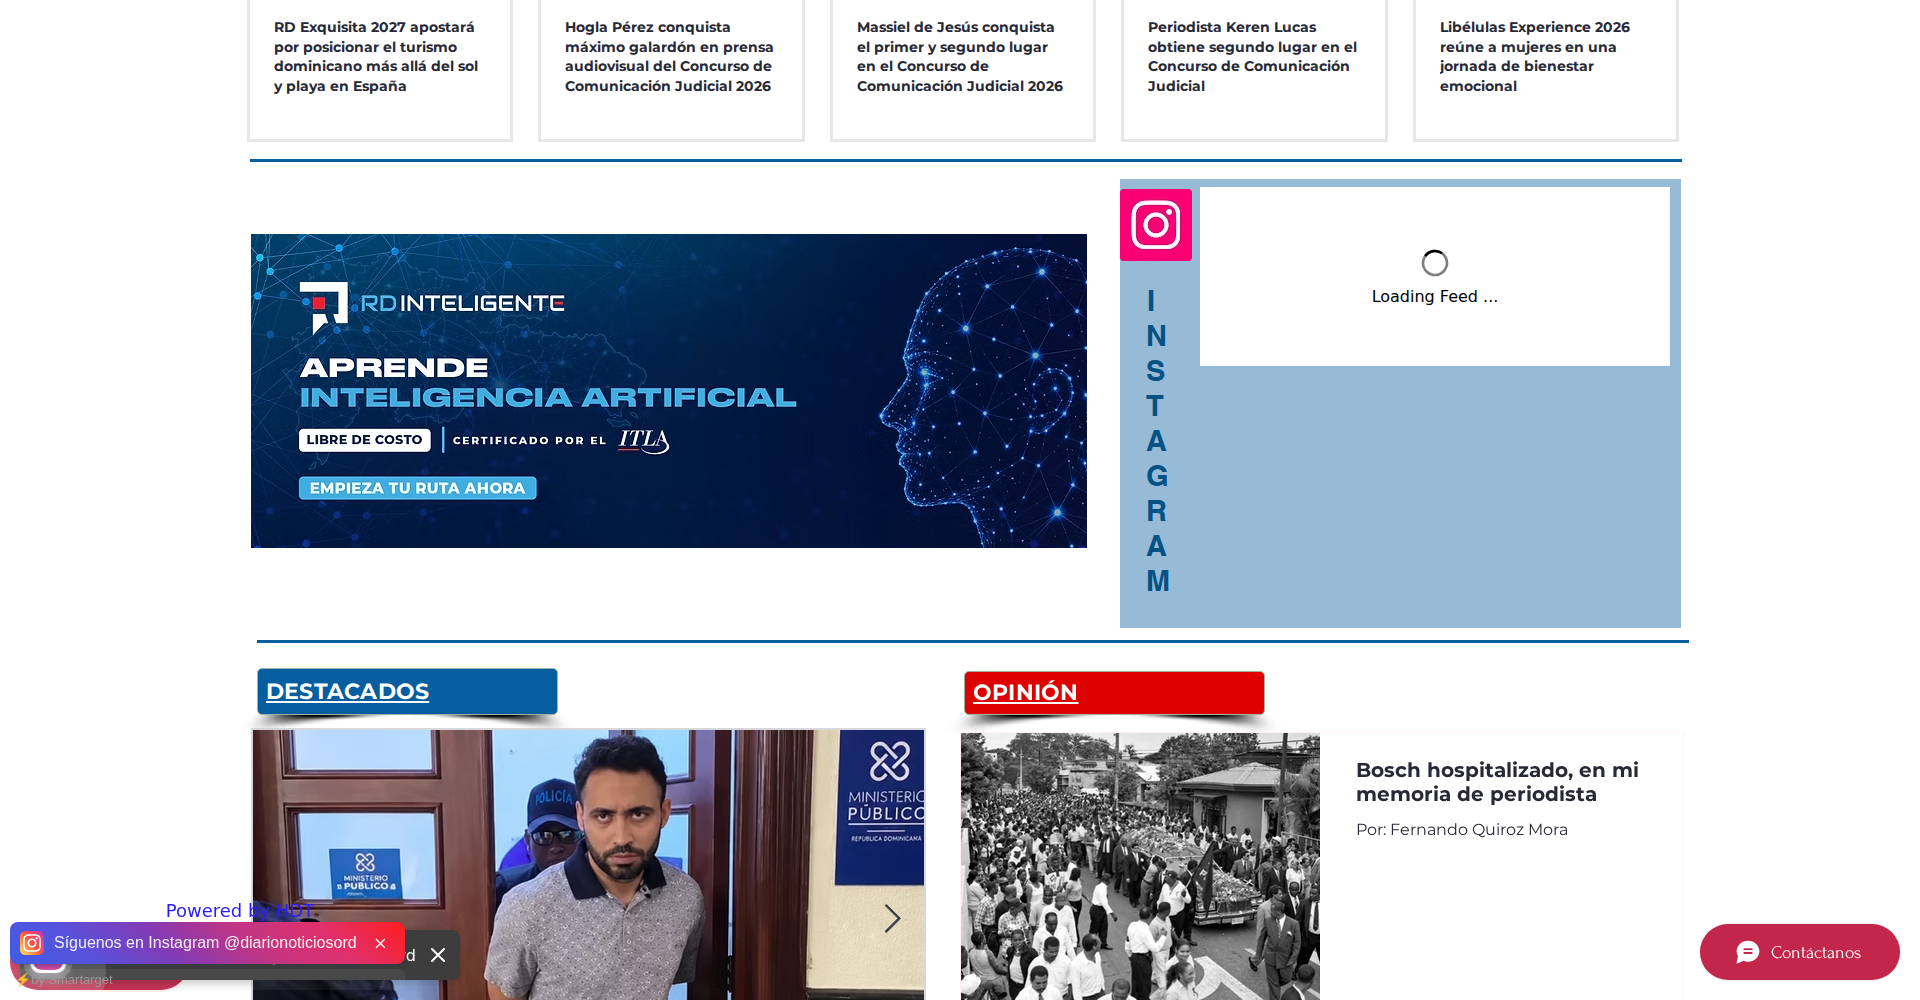 RD Exquisita 2027 apostará
por posicionar el turismo
dominicano más allá del sol
y playa en España
Hogla Pérez conquista
máximo galardón en prensa
audiovisual del Concurso de
Comunicación Judicial 2026
Massiel de Jesús conquista
el primer y segundo lugar
en el Concurso de
Comunicación Judicial 2026
Periodista Keren Lucas
obtiene segundo lugar en el
Concurso de Comunicación
Judicial
Libélulas Experience 2026
reúne a mujeres en una
jornada de bienestar
emocional
RD INTELIGENTE
APRENDE
INTELIGENCIA ARTIFICIAL
LIBRE DE COSTO
CERTIFICADO POR EL ITLA
EMPIEZA TU RUTA AHORA
I
N
S
T
A
G
R
A
M
Loading Feed ...
DESTACADOS
OPINIÓN
POLICÍA
MINISTERIO
PÚBLICO
MINISTERIO
PÚBLICO
REPÚBLICA DOMINICANA
Bosch hospitalizado, en mi
memoria de periodista
Por: Fernando Quiroz Mora
Powered by HDT
Síguenos en Instagram @diarionoticiosord
rd
by Smartarget
Contáctanos